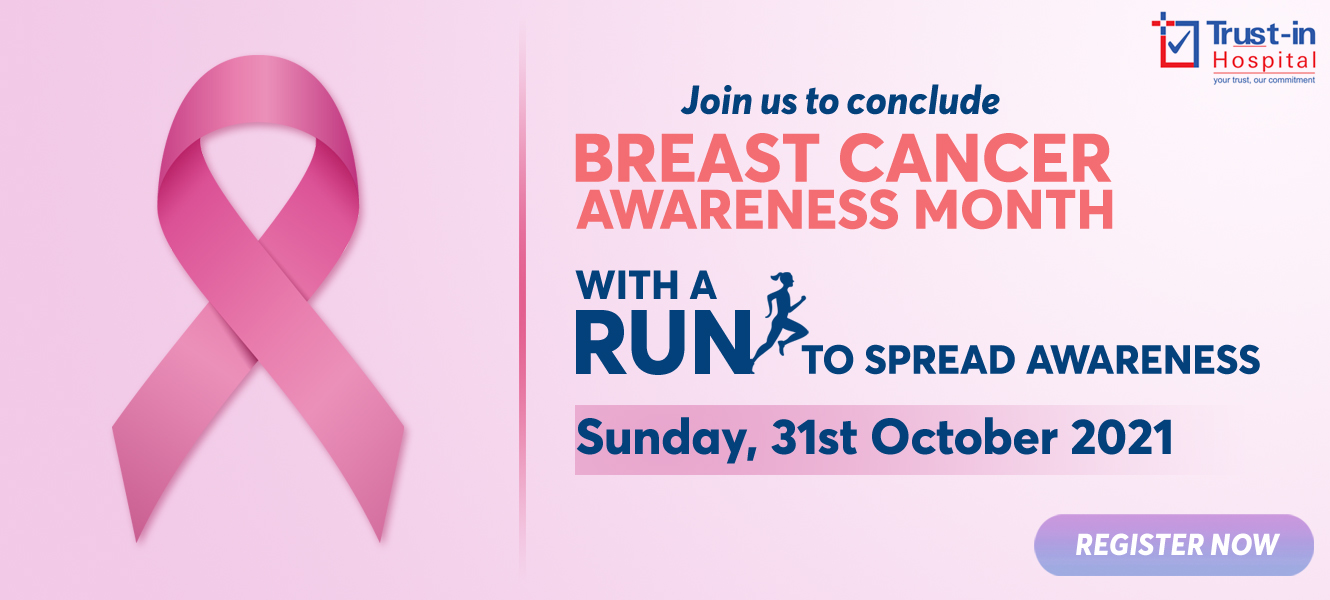 Trust-in
Hospital
your trust, our commitment
Join us to conclude
BREAST CANCER
AWARENESS MONTH
WITH A
RUN TO SPREAD AWARENESS
Sunday, 31st October 2021
REGISTER NOW